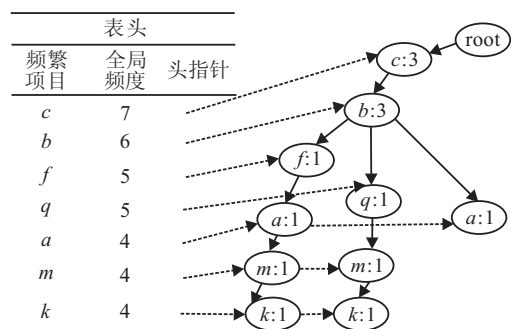 表头
频繁项目 全局频度 头指针
c 7
b 6
f 5
q 5
a 4
m 4
k 4
root
c:3
b:3
f:1
q:1
a:1 a:1
m:1 m:1
k:1 k:1